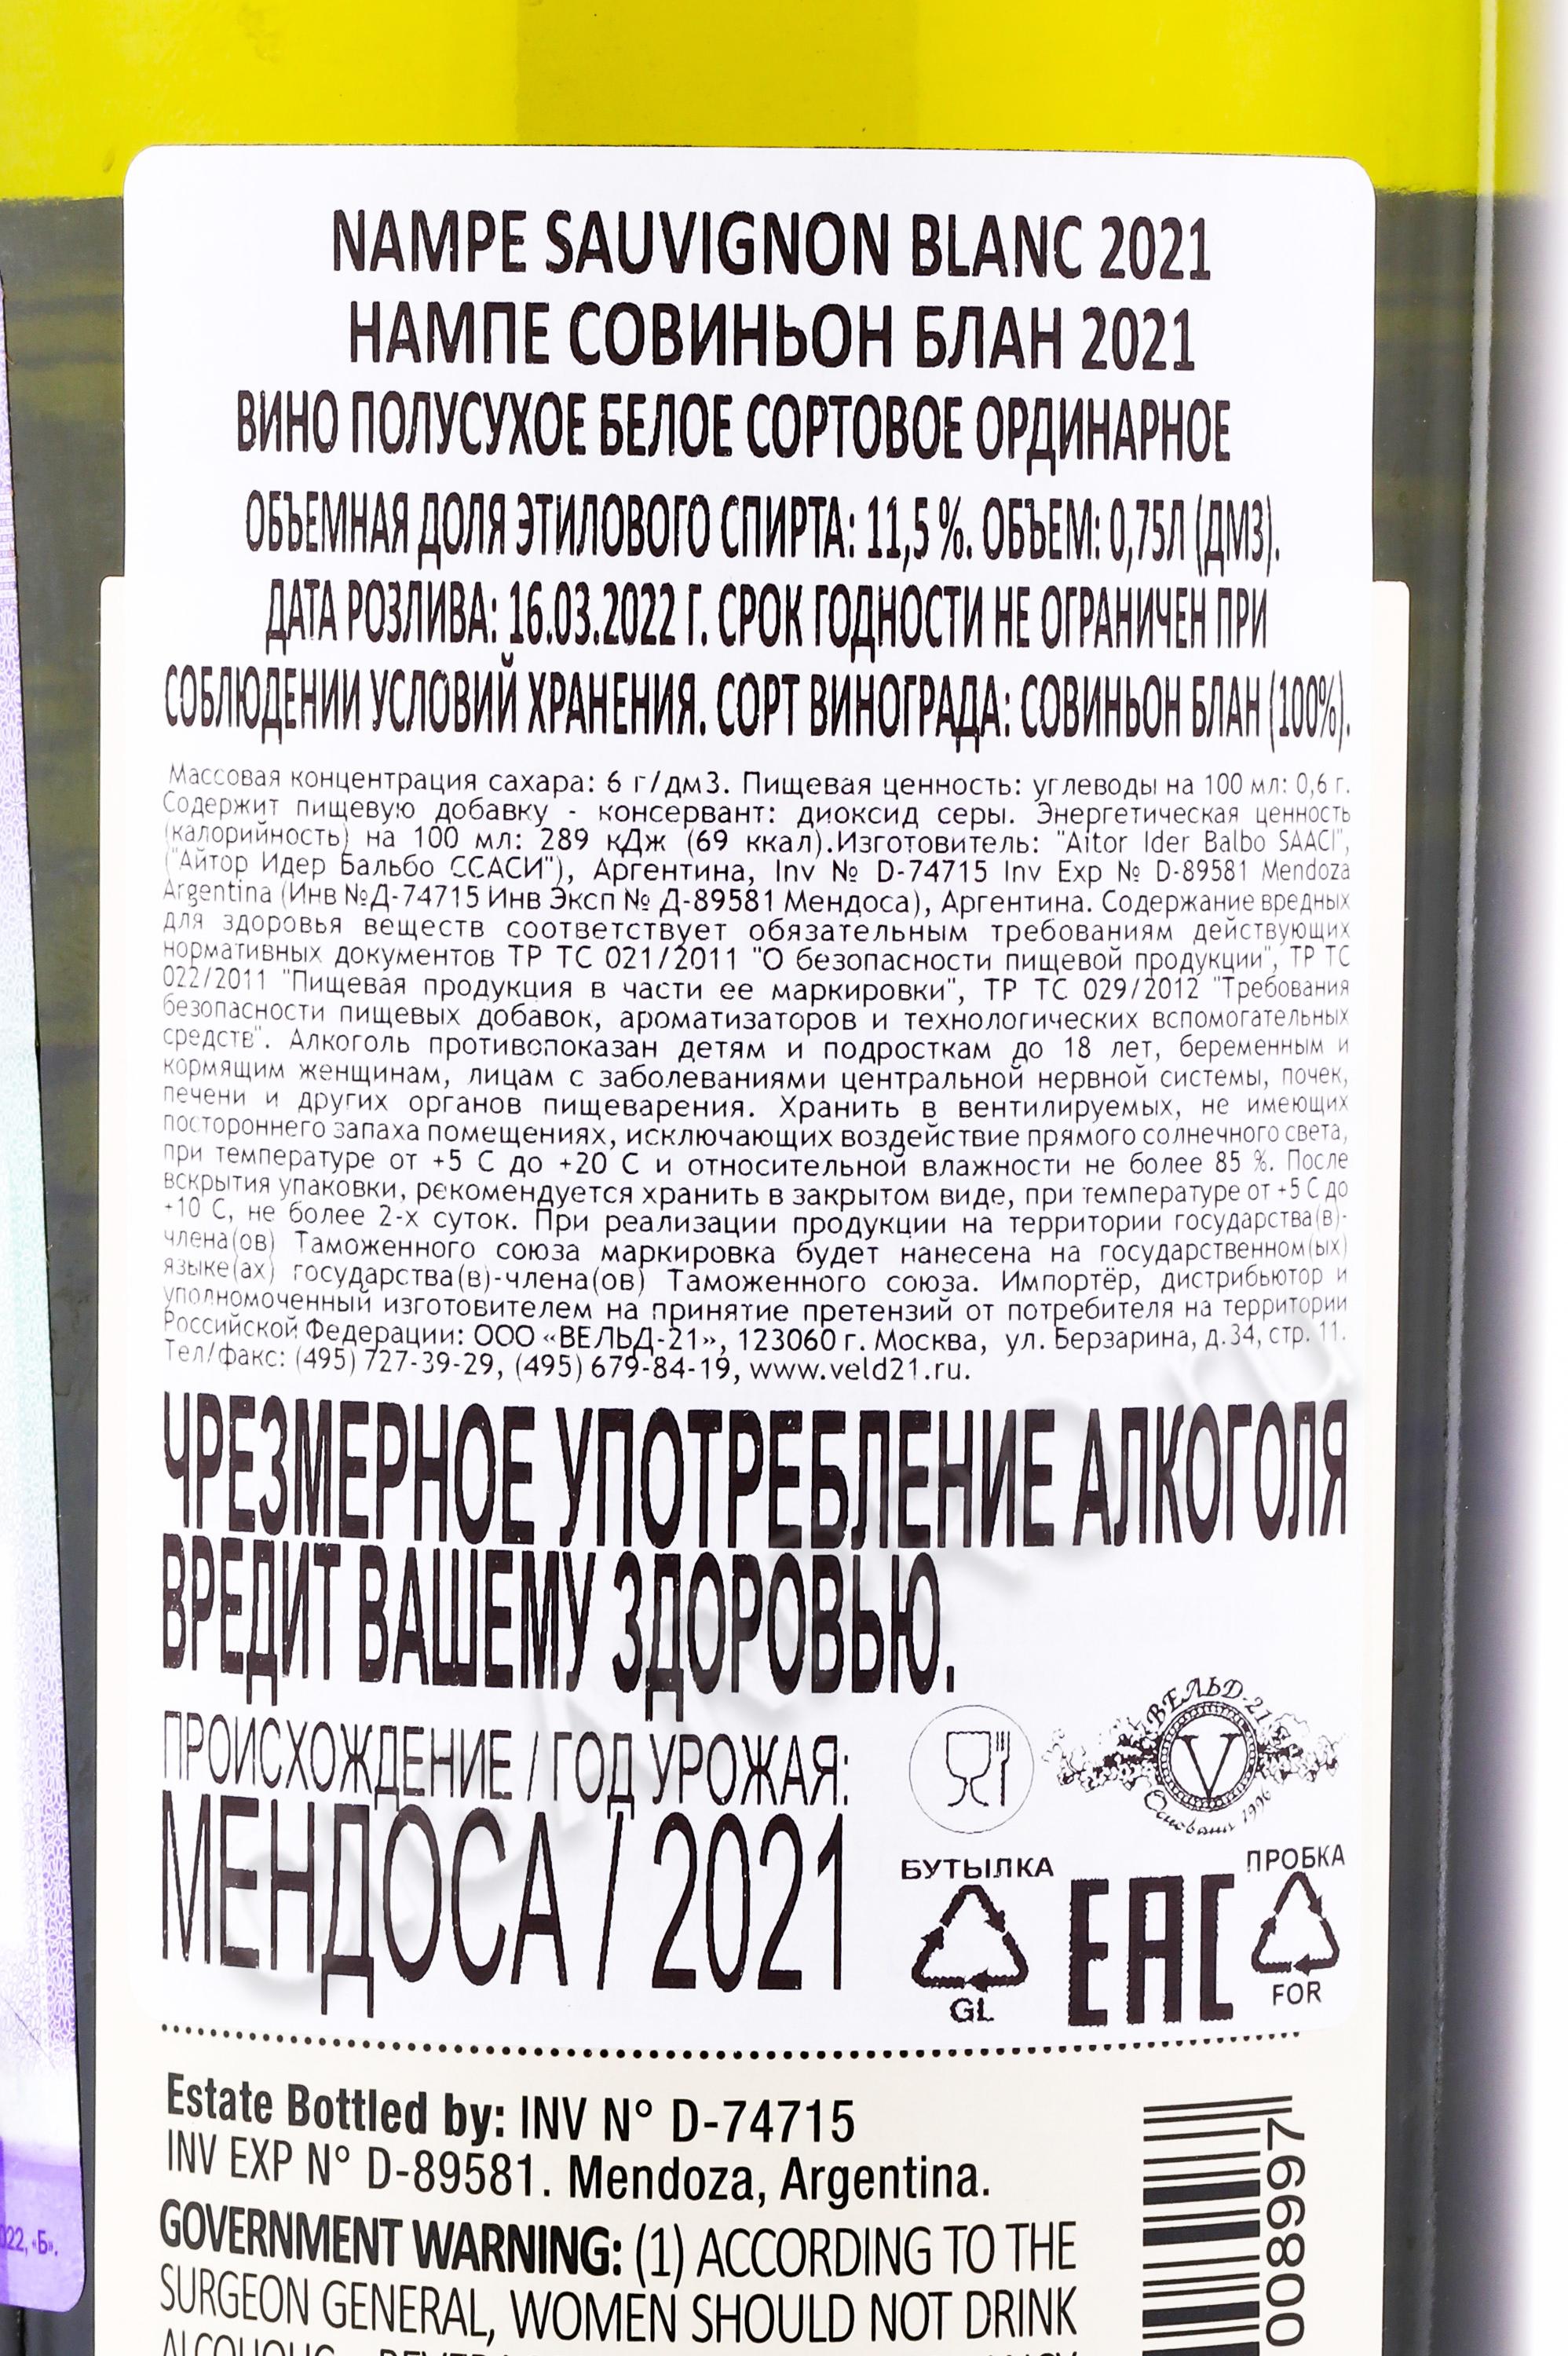 NAMPE SAUVIGNON BLANC 2021
НАМПЕ СОВИНЬОН БЛАН 2021
ВИНО ПОЛУСУХОЕ БЕЛОЕ СОРТОВОЕ ОРДИНАРНОЕ
ОБЪЕМНАЯ ДОЛЯ ЭТИЛОВОГО СПИРТА: 11,5 %. ОБЪЕМ: 0,75Л (ДМ3).
ДАТА РОЗЛИВА: 16.03.2022 Г. СРОК ГОДНОСТИ НЕ ОГРАНИЧЕН ПРИ
СОБЛЮДЕНИИ УСЛОВИЙ ХРАНЕНИЯ. СОРТ ВИНОГРАДА: СОВИНЬОН БЛАН (100%).
Массовая концентрация сахара: 6 г/дм3. Пищевая ценность: углеводы на 100 мл: 0,6 г.
Содержит пищевую добавку - консервант: диоксид серы. Энергетическая ценность
(калорийность) на 100 мл: 289 кДж (69 ккал).Изготовитель: "Aitor Ider Balbo SAACI",
("Айтор Идер Бальбо ССАСИ"), Аргентина, Inv № D-74715 Inv Exp № D-89581 Mendoza
Argentina (Инв №Д-74715 Инв Эксп № Д-89581 Мендоса), Аргентина. Содержание вредных
для здоровья веществ соответствует обязательным требованиям действующих
нормативных документов ТР ТС 021/2011 "О безопасности пищевой продукции", ТР ТС
022/2011 "Пищевая продукция в части ее маркировки", ТР ТС 029/2012 "Требования
безопасности пищевых добавок, ароматизаторов и технологических вспомогательных
средств". Алкоголь противопоказан детям и подросткам до 18 лет, беременным и
кормящим женщинам, лицам с заболеваниями центральной нервной системы, почек,
печени и других органов пищеварения. Хранить в вентилируемых, не имеющих
постороннего запаха помещениях, исключающих воздействие прямого солнечного света,
при температуре от +5 С до +20 С и относительной влажности не более 85 %. После
вскрытия упаковки, рекомендуется хранить в закрытом виде, при температуре от +5 С до
+10 С, не более 2-х суток. При реализации продукции на территории государства(в)-
члена(ов) Таможенного союза маркировка будет нанесена на государственном(ых)
языке(ах) государства(в)-члена(ов) Таможенного союза. Импортёр, дистрибьютор и
уполномоченный изготовителем на принятие претензий от потребителя на территории
Российской Федерации: ООО «ВЕЛЬД-21», 123060 г. Москва, ул. Берзарина, д.34, стр. 11.
Тел/факс: (495) 727-39-29, (495) 679-84-19, www.veld21.ru.
ЧРЕЗМЕРНОЕ УПОТРЕБЛЕНИЕ АЛКОГОЛЯ
ВРЕДИТ ВАШЕМУ ЗДОРОВЬЮ.
ПРОИСХОЖДЕНИЕ / ГОД УРОЖАЯ:
МЕНДОСА / 2021
ВЕЛЬД-21
V
Основана 1996
БУТЫЛКА
GL
EAC
ПРОБКА
FOR
Estate Bottled by: INV N° D-74715
INV EXP N° D-89581. Mendoza, Argentina.
GOVERNMENT WARNING: (1) ACCORDING TO THE
SURGEON GENERAL, WOMEN SHOULD NOT DRINK
008997
022, «Б».